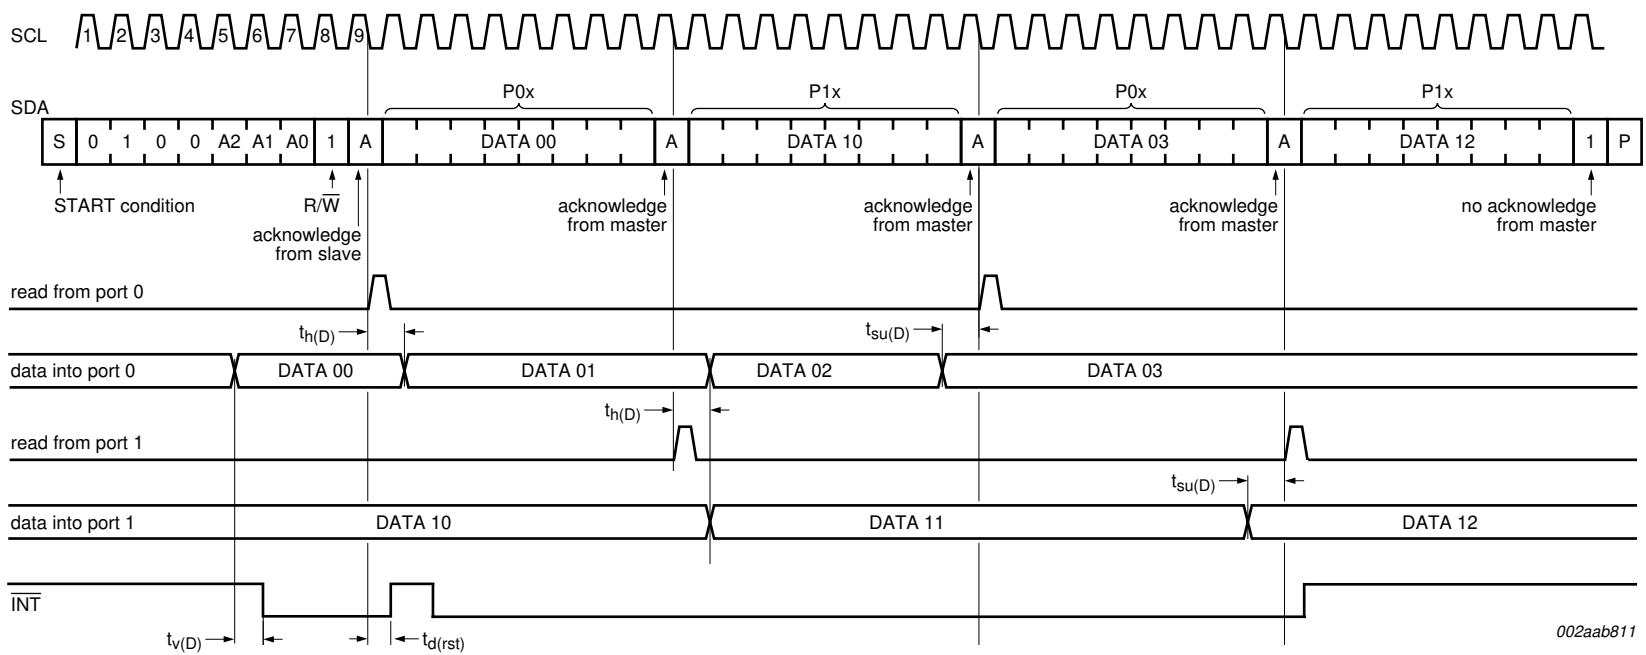 SCL 1 2 3 4 5 6 7 8 9
P0x P1x P0x P1x
SDA
S 0 1 0 0 A2 A1 A0 1 A DATA 00 A DATA 10 A DATA 03 A DATA 12 1 P
START condition R/W̅ acknowledge acknowledge acknowledge no acknowledge
from master from master from master from master
acknowledge
from slave
read from port 0
th(D) tsu(D)
data into port 0 DATA 00 DATA 01 DATA 02 DATA 03
th(D)
read from port 1
tsu(D)
data into port 1 DATA 10 DATA 11 DATA 12
I̅N̅T̅
tv(D) td(rst) 002aab811